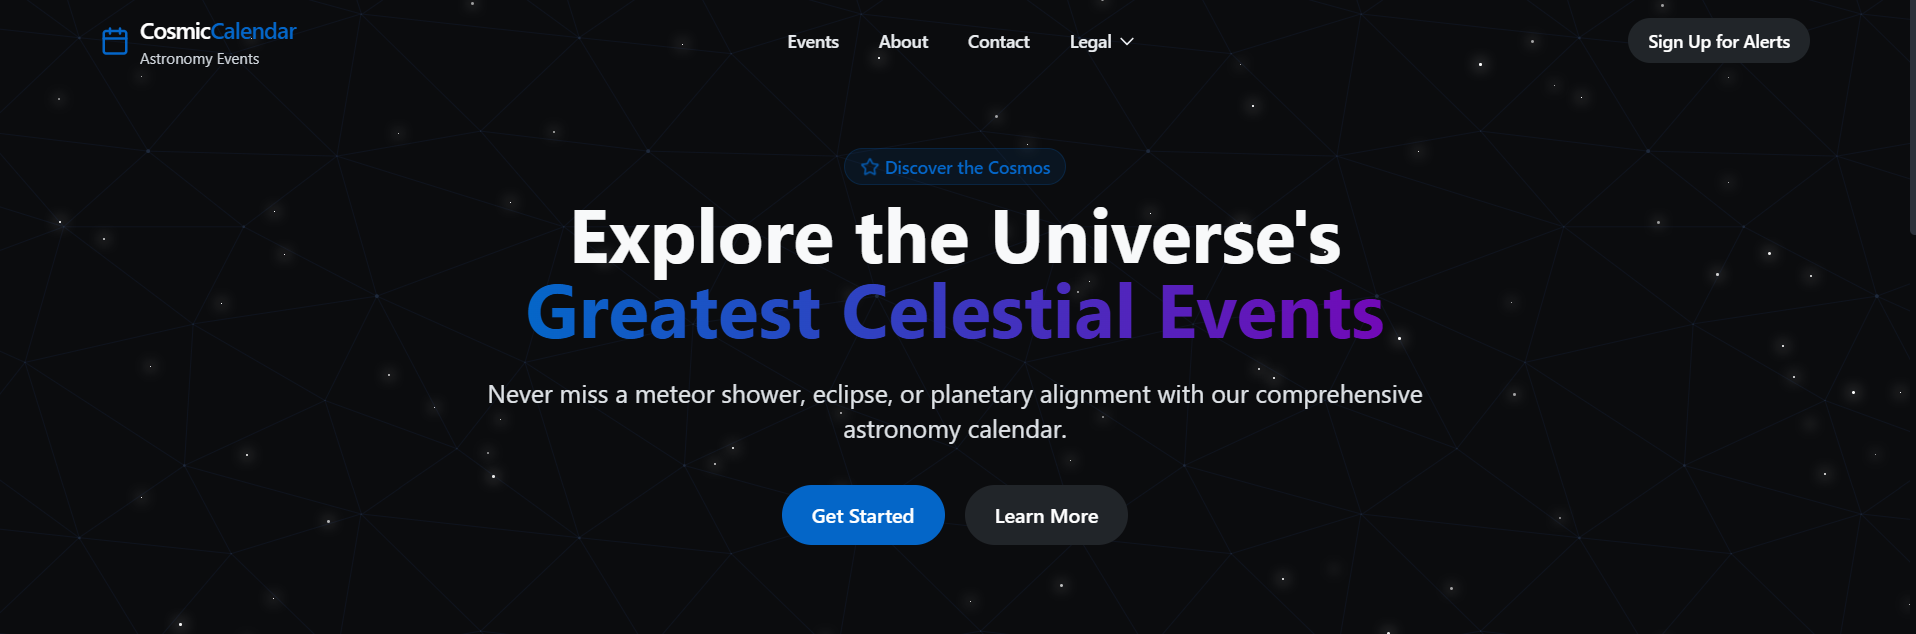 CosmicCalendar
Astronomy Events
Events
About
Contact
Legal
Sign Up for Alerts
Discover the Cosmos
Explore the Universe's
Greatest Celestial Events
Never miss a meteor shower, eclipse, or planetary alignment with our comprehensive
astronomy calendar.
Get Started
Learn More